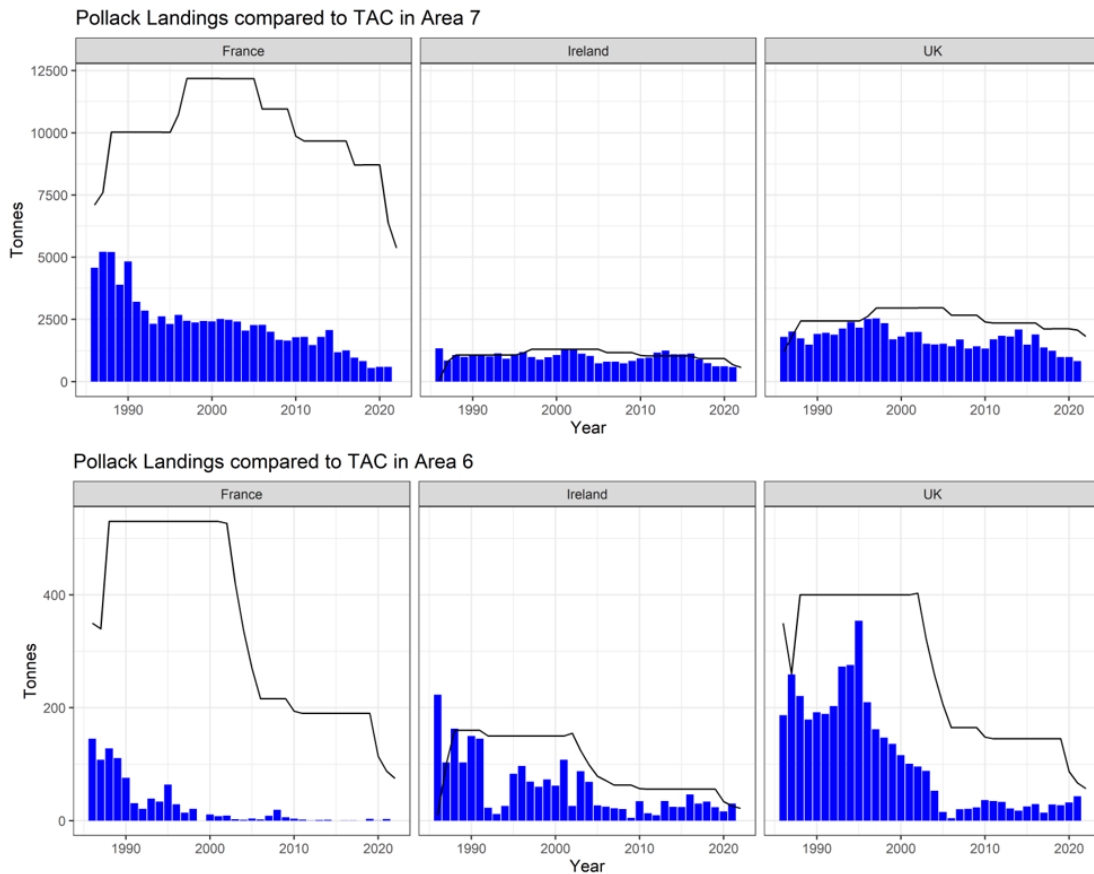 Pollack Landings compared to TAC in Area 7
France Ireland UK
12500
10000
7500
5000
2500
0
Tonnes
1990 2000 2010 2020 1990 2000 2010 2020 1990 2000 2010 2020
Year
Pollack Landings compared to TAC in Area 6
France Ireland UK
400
200
0
Tonnes
1990 2000 2010 2020 1990 2000 2010 2020 1990 2000 2010 2020
Year